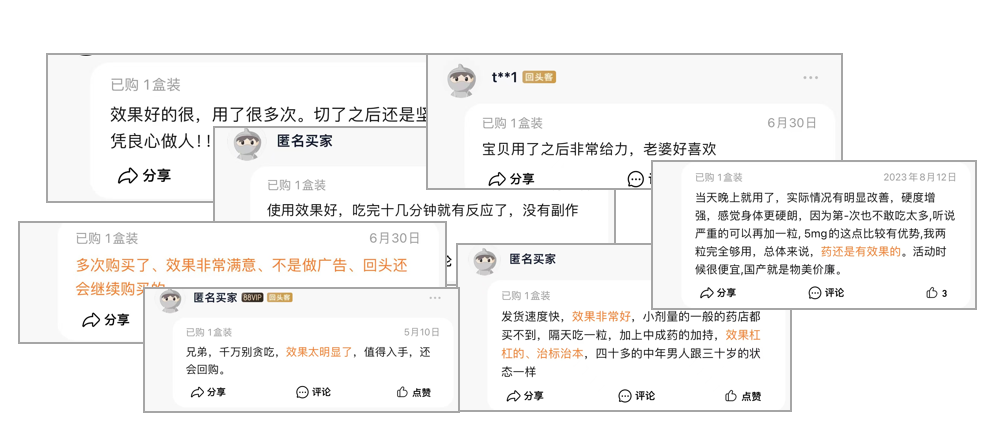 已购 1盒装
效果好的很，用了很多次。切了之后还是坚
凭良心做人！！
分享
t**1 回头客
已购 1盒装 6月30日
宝贝用了之后非常给力，老婆好喜欢
分享
匿名买家
已购 1盒装
使用效果好，吃完十几分钟就有反应了，没有副作
已购 1盒装 2023年8月12日
当天晚上就用了，实际情况有明显改善，硬度增
强，感觉身体更硬朗，因为第-次也不敢吃太多,听说
严重的可以再加一粒, 5mg的这点比较有优势,我两
粒完全够用，总体来说，药还是有效果的。活动时
候很便宜,国产就是物美价廉。
分享 评论 3
已购 1盒装 6月30日
多次购买了、效果非常满意、不是做广告、回头还
会继续购买的
分享
匿名买家 88VIP 回头客
已购 1盒装 5月10日
兄弟，千万别贪吃，效果太明显了，值得入手，还
会回购。
分享 评论 点赞
匿名买家
已购 1盒装
发货速度快，效果非常好，小剂量的一般的药店都
买不到，隔天吃一粒，加上中成药的加持，效果杠
杠的、治标治本，四十多的中年男人跟三十岁的状
态一样
分享 评论 点赞